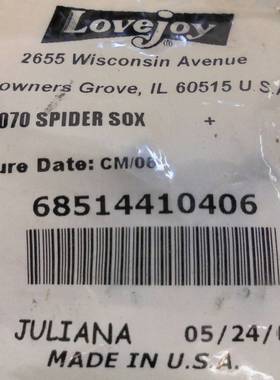 Lovejoy®
2655 Wisconsin Avenue
owners Grove, IL 60515 U.S.
070 SPIDER SOX +
ure Date: CM/06
68514410406
JULIANA 05/24/
MADE IN U.S.A.